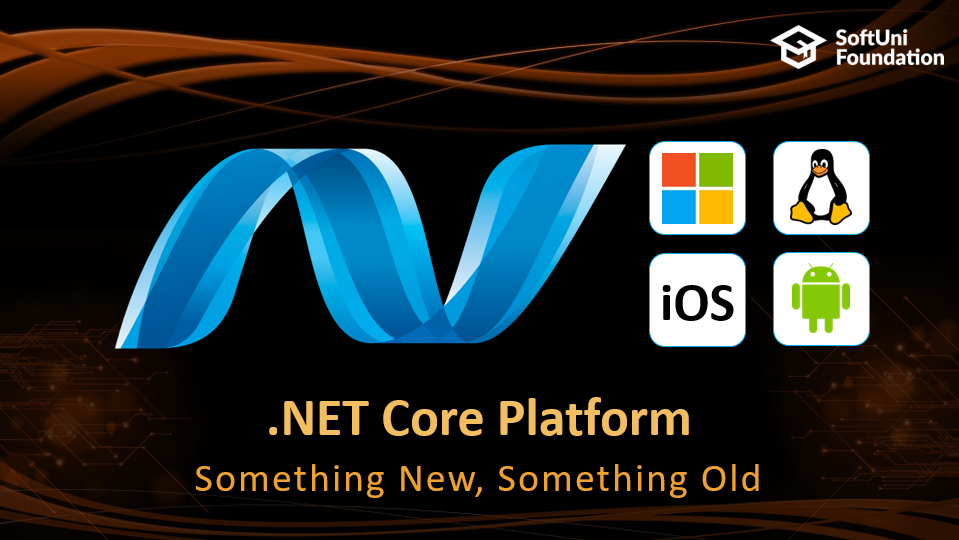 SoftUni
Foundation
iOS
.NET Core Platform
Something New, Something Old